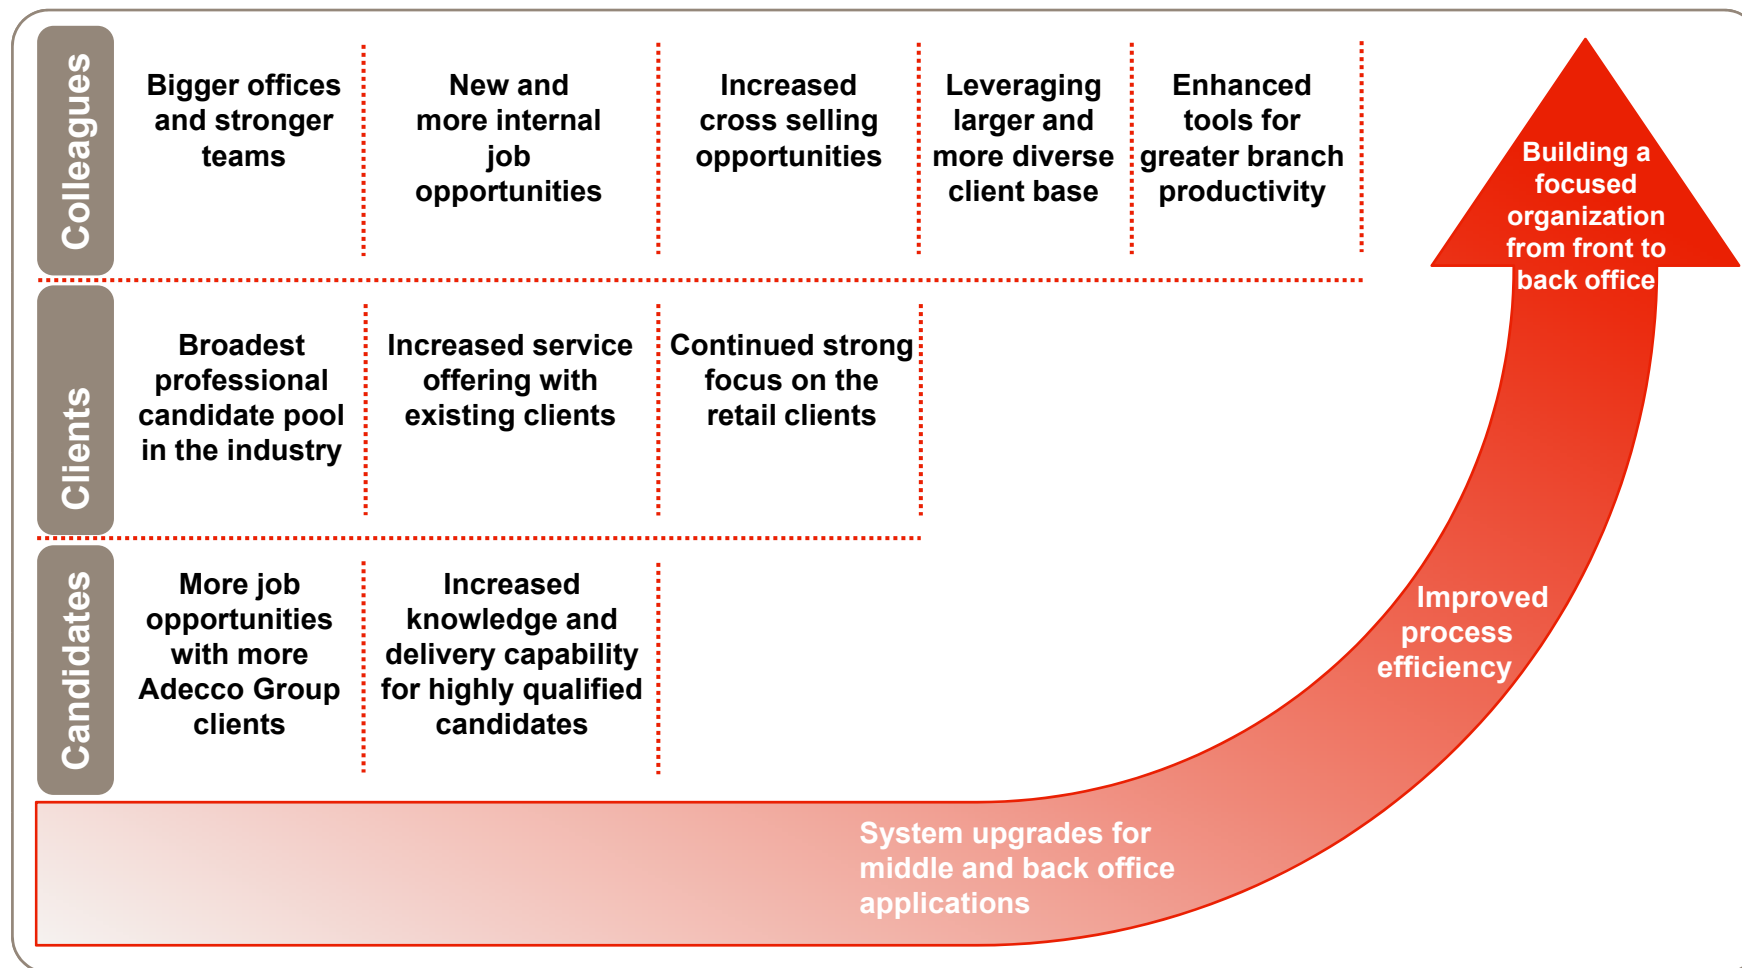 Colleagues
Bigger offices
and stronger
teams
New and
more internal
job
opportunities
Increased
cross selling
opportunities
Leveraging
larger and
more diverse
client base
Enhanced
tools for
greater branch
productivity
Building a
focused
organization
from front to
back office
Clients
Broadest
professional
candidate pool
in the industry
Increased service
offering with
existing clients
Continued strong
focus on the
retail clients
Candidates
More job
opportunities
with more
Adecco Group
clients
Increased
knowledge and
delivery capability
for highly qualified
candidates
Improved
process
efficiency
System upgrades for
middle and back office
applications